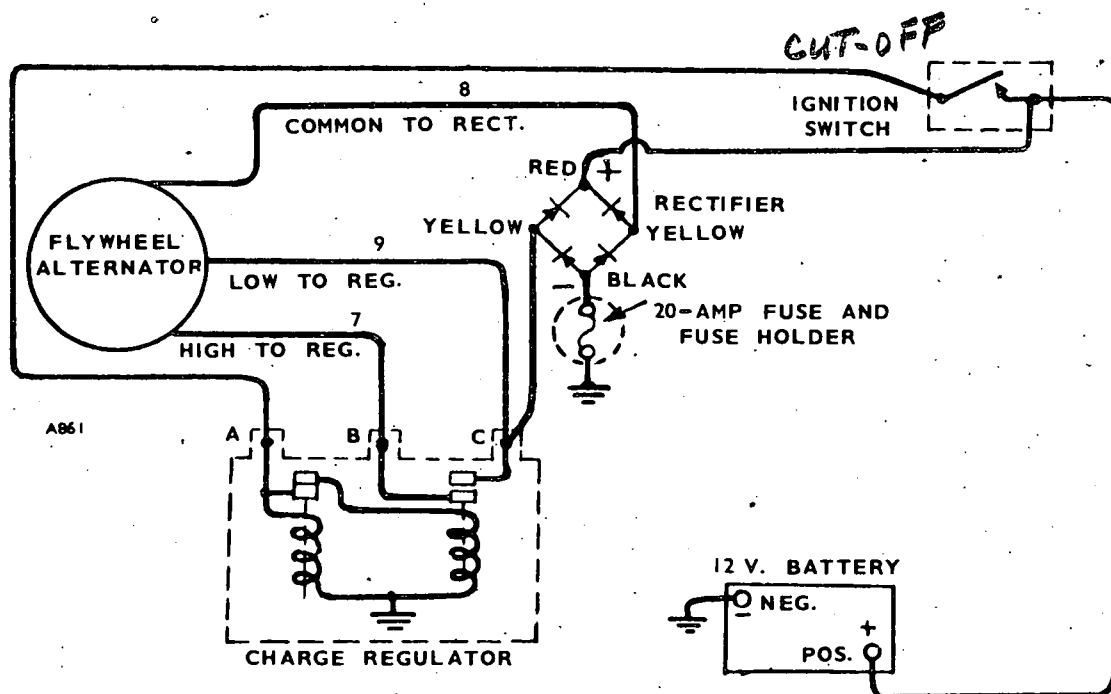 CUT-OFF
8
COMMON TO RECT.
IGNITION
SWITCH
RED +
RECTIFIER
YELLOW
YELLOW
FLYWHEEL
ALTERNATOR
9
LOW TO REG.
− BLACK
7
20-AMP FUSE AND
FUSE HOLDER
HIGH TO REG.
A861
A B C
12 V. BATTERY
NEG.
−
+
POS.
CHARGE REGULATOR